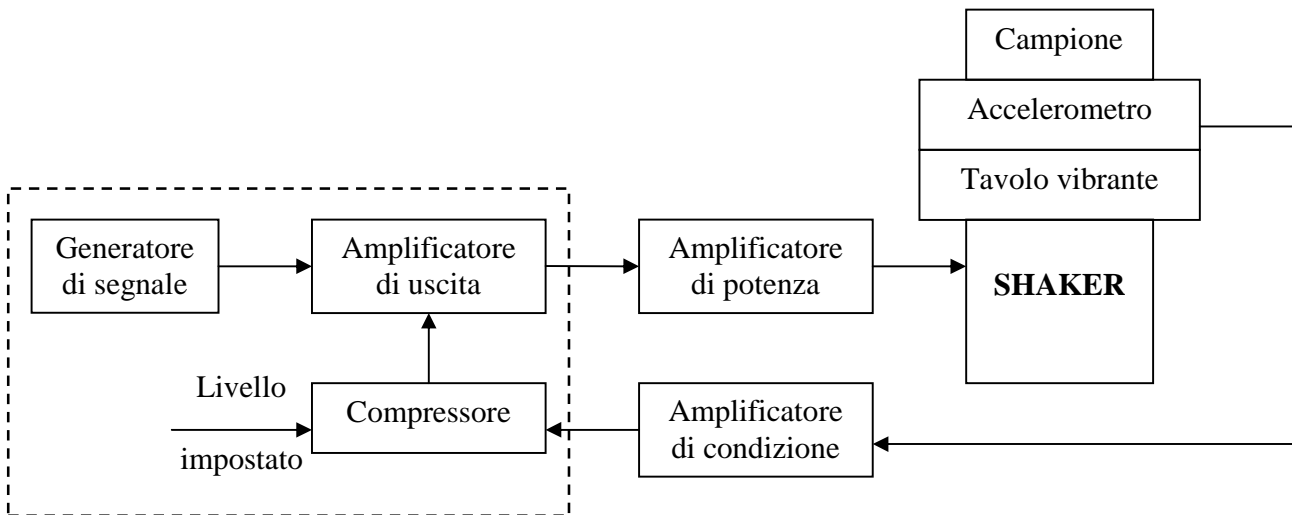 Campione
Accelerometro
Tavolo vibrante
SHAKER
Generatore
di segnale
Amplificatore
di uscita
Amplificatore
di potenza
Livello
impostato
Compressore
Amplificatore
di condizione